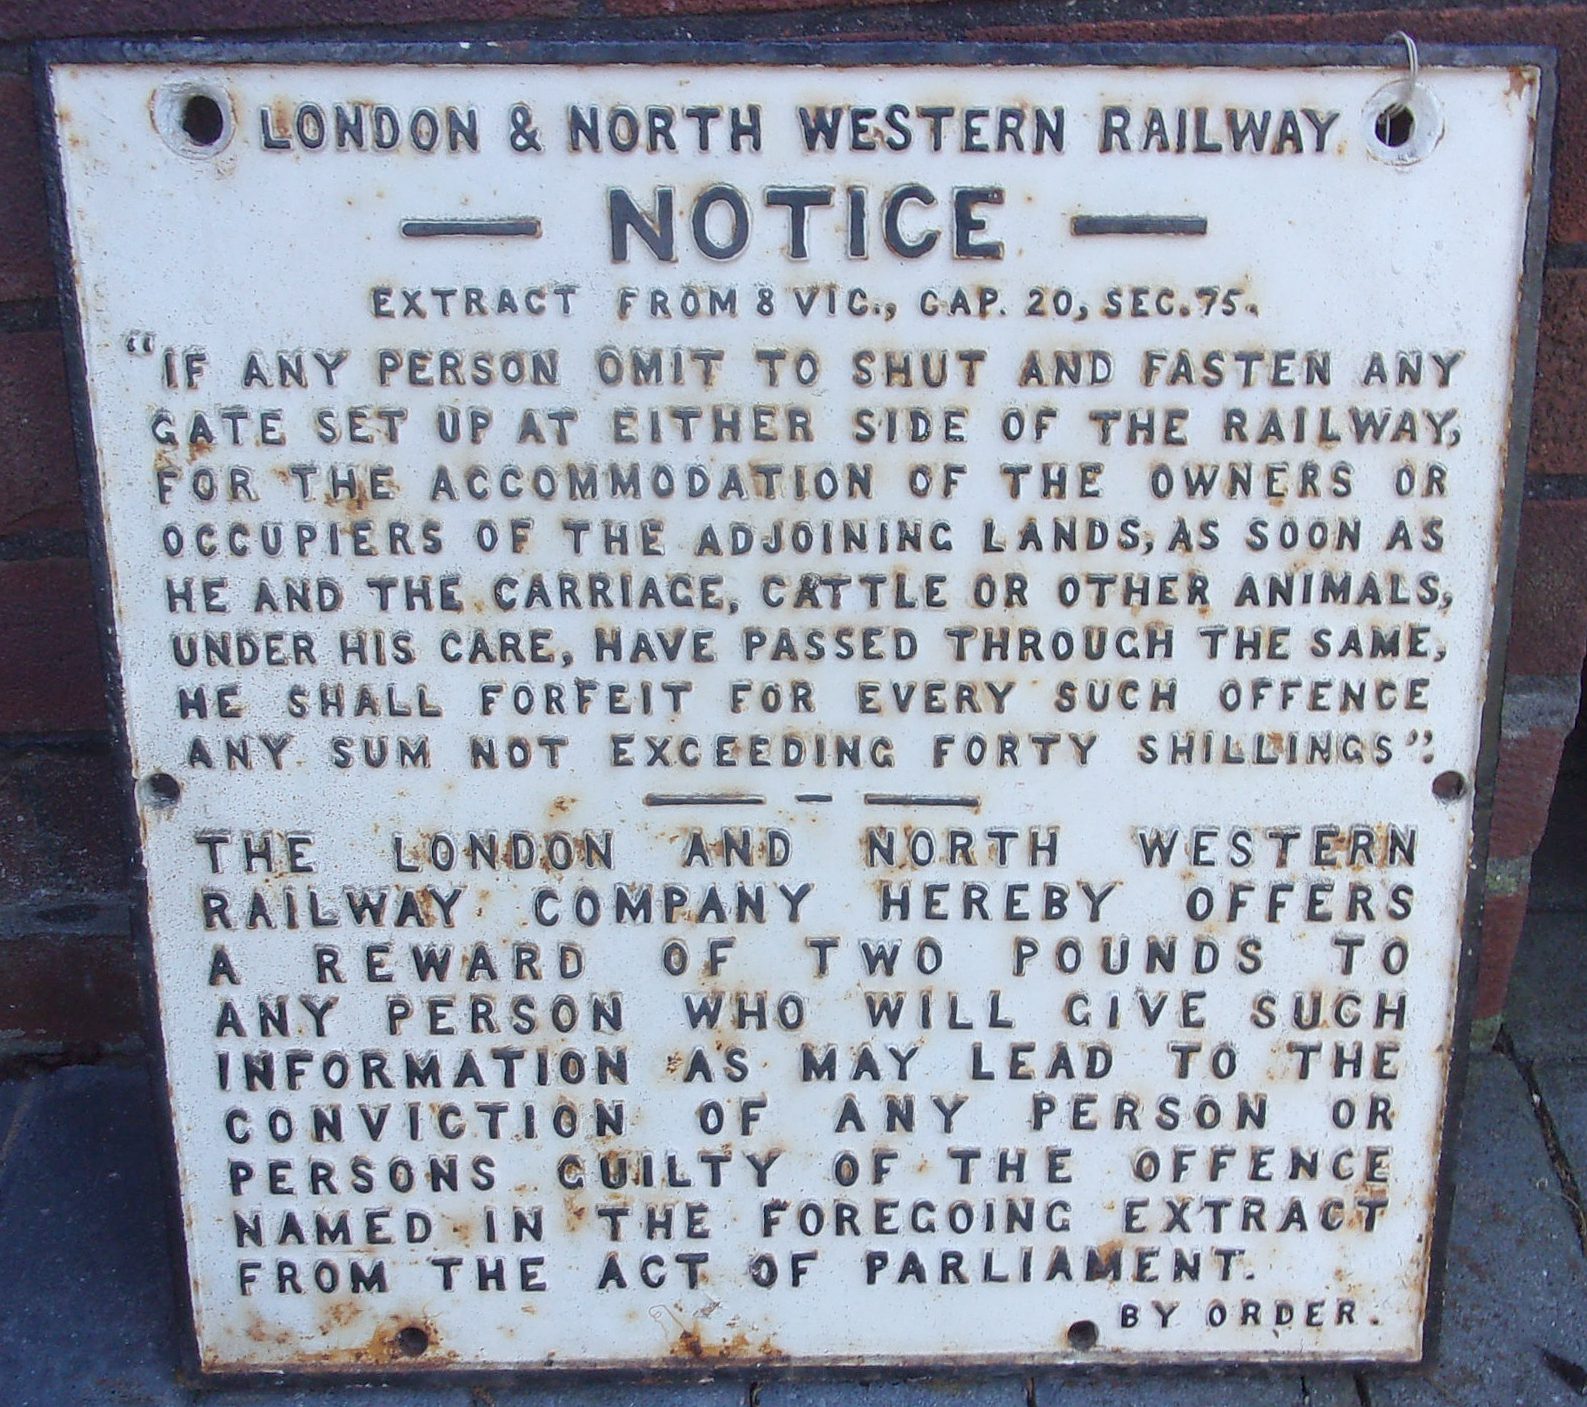 LONDON & NORTH WESTERN RAILWAY
NOTICE
EXTRACT FROM 8 VIC., CAP. 20, SEC. 75.
"IF ANY PERSON OMIT TO SHUT AND FASTEN ANY
GATE SET UP AT EITHER SIDE OF THE RAILWAY,
FOR THE ACCOMMODATION OF THE OWNERS OR
OCCUPIERS OF THE ADJOINING LANDS, AS SOON AS
HE AND THE CARRIAGE, CATTLE OR OTHER ANIMALS,
UNDER HIS CARE, HAVE PASSED THROUGH THE SAME,
HE SHALL FORFEIT FOR EVERY SUCH OFFENCE
ANY SUM NOT EXCEEDING FORTY SHILLINGS".
THE LONDON AND NORTH WESTERN
RAILWAY COMPANY HEREBY OFFERS
A REWARD OF TWO POUNDS TO
ANY PERSON WHO WILL GIVE SUCH
INFORMATION AS MAY LEAD TO THE
CONVICTION OF ANY PERSON OR
PERSONS GUILTY OF THE OFFENCE
NAMED IN THE FOREGOING EXTRACT
FROM THE ACT OF PARLIAMENT.
BY ORDER.